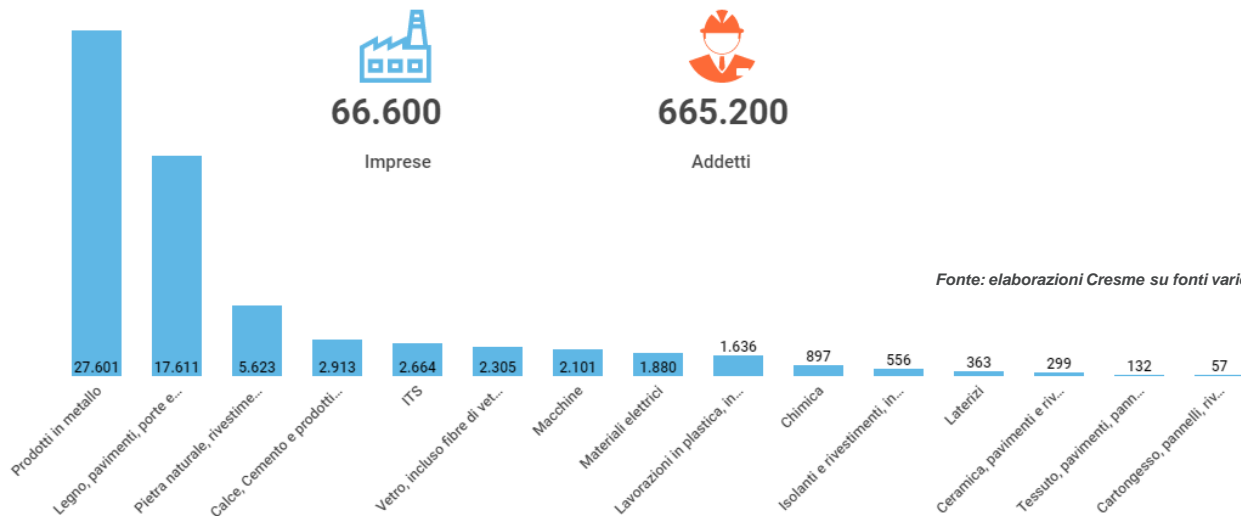 66.600
665.200
Imprese
Addetti
Fonte: elaborazioni Cresme su fonti varie
27.601
17.611
5.623
2.913
2.664
2.305
2.101
1.880
1.636
897
556
363
299
132
57
Prodotti in metallo
Legno, pavimenti, porte e...
Pietra naturale, rivestime...
Calce, Cemento e prodotti...
ITS
Vetro, incluso fibre di vet...
Macchine
Materiali elettrici
Lavorazioni in plastica, in...
Chimica
Isolanti e rivestimenti, in...
Laterizi
Ceramica, pavimenti e riv...
Tessuto, pavimenti, pann...
Cartongesso, pannelli, riv...